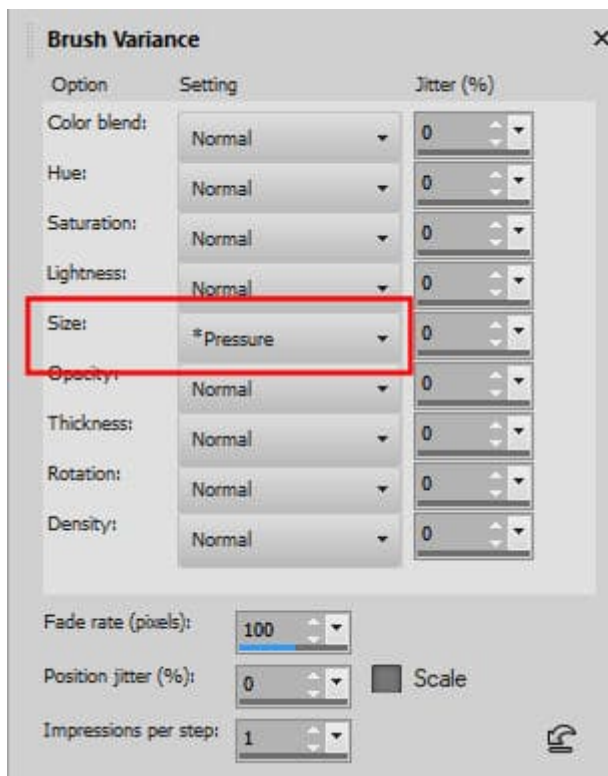 Brush Variance
Option Setting Jitter (%)
Color blend: Normal 0
Hue: Normal 0
Saturation: Normal 0
Lightness: Normal 0
Size: *Pressure 0
Opacity: Normal 0
Thickness: Normal 0
Rotation: Normal 0
Density: Normal 0
Fade rate (pixels): 100
Position jitter (%): 0 Scale
Impressions per step: 1